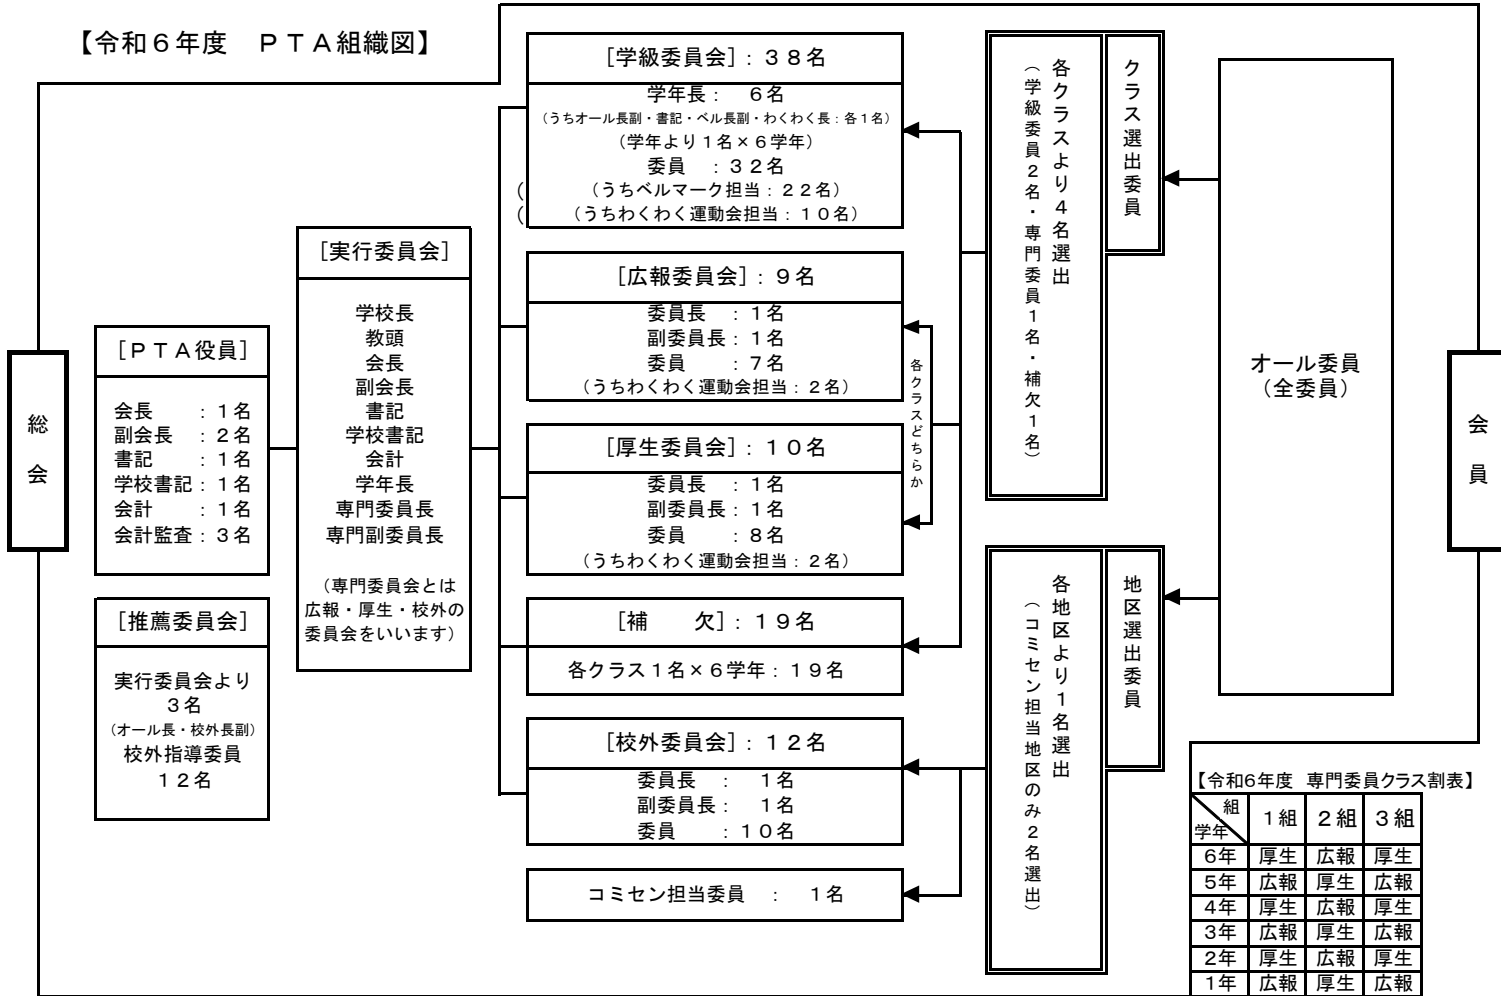 【令和６年度　ＰＴＡ組織図】
総
会
［ＰＴＡ役員］
会長　　：１名
副会長　：２名
書記　　：１名
学校書記：１名
会計　　：１名
会計監査：３名
［推薦委員会］
実行委員会より
３名
（オール長・校外長副）
校外指導委員
１２名
［実行委員会］
学校長
教頭
会長
副会長
書記
学校書記
会計
学年長
専門委員長
専門副委員長
（専門委員会とは
広報・厚生・校外の
委員会をいいます）
［学級委員会］：３８名
学年長：　６名
（うちオール長副・書記・ベル長副・わくわく長：各１名）
（学年より１名×６学年）
委員　：３２名
（　（うちベルマーク担当：２２名）
（　（うちわくわく運動会担当：１０名）
［広報委員会］：９名
委員長　：１名
副委員長：１名
委員　　：７名
（うちわくわく運動会担当：２名）
［厚生委員会］：１０名
委員長　：１名
副委員長：１名
委員　　：８名
（うちわくわく運動会担当：２名）
［補　　欠］：１９名
各クラス１名×６学年：１９名
［校外委員会］：１２名
委員長　：　１名
副委員長：　１名
委員　　：１０名
コミセン担当委員　：　１名
各クラスどちらか
クラス選出委員
各クラスより４名選出
（学級委員２名・専門委員１名・補欠１名）
地区選出委員
各地区より１名選出
（コミセン担当地区のみ２名選出）
オール委員
（全委員）
会
員
【令和6年度　専門委員クラス割表】
組
学年　１組　２組　３組
6年　厚生　広報　厚生
5年　広報　厚生　広報
4年　厚生　広報　厚生
3年　広報　厚生　広報
2年　厚生　広報　厚生
1年　広報　厚生　広報